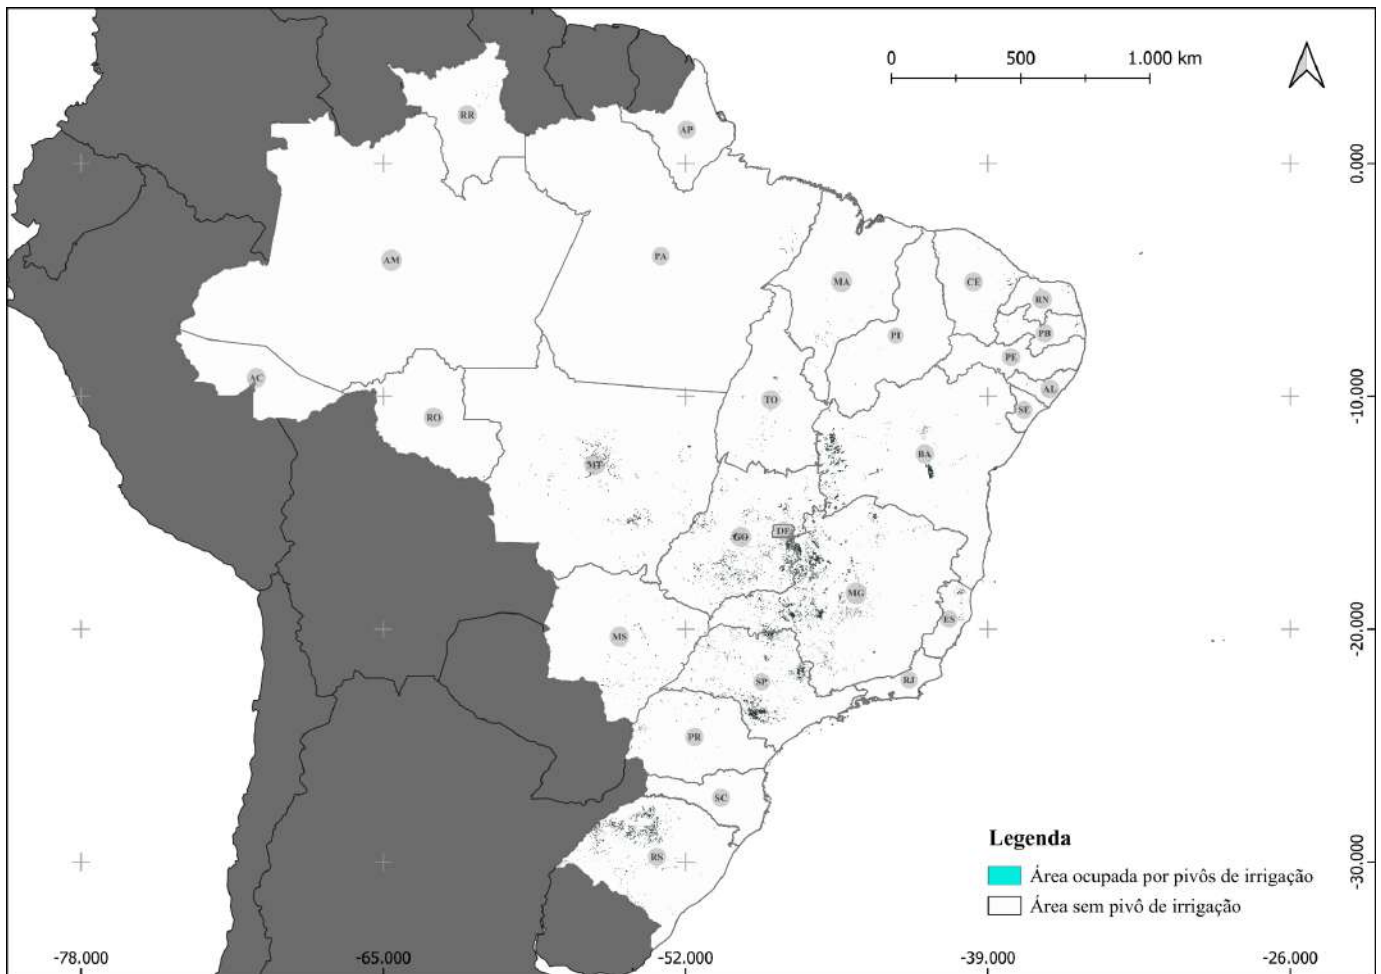 0 500 1.000 km
RR
AP
0.000
AM
PA
MA
CE
RN
PI
PB
PE
AC
TO
AL
-10.000
RO
SE
MT
BA
GO
DF
MG
ES
MS
-20.000
SP
RJ
PR
SC
RS
Legenda
-30.000
Área ocupada por pivôs de irrigação
Área sem pivô de irrigação
-78.000 -65.000 -52.000 -39.000 -26.000